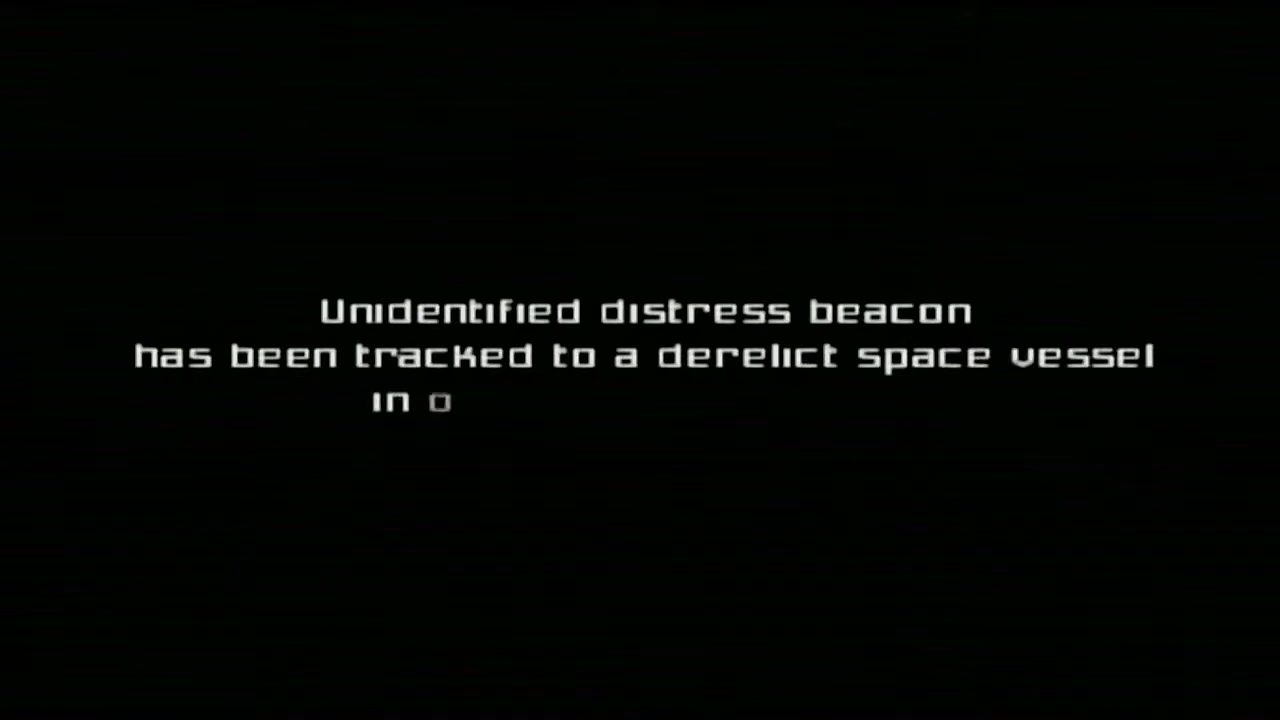 Unidentified distress beacon
has been tracked to a derelict space vessel
in o